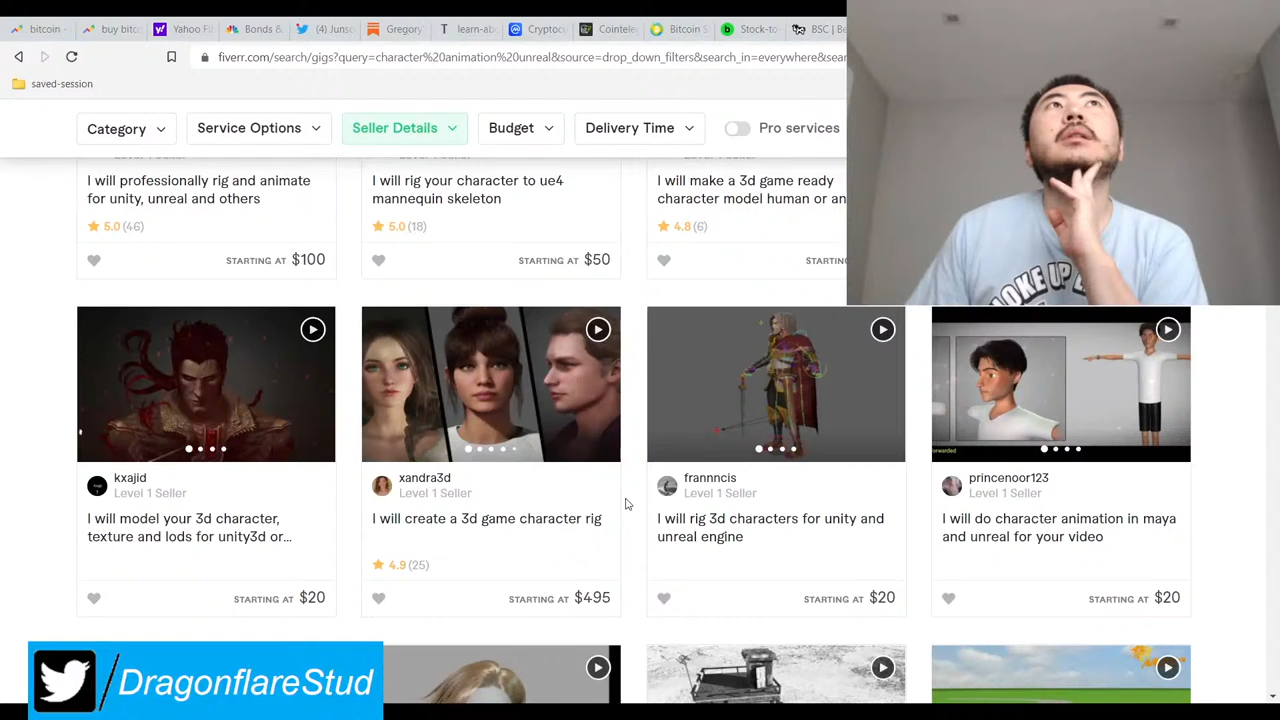 bitcoin
buy bitc
Yahoo Fi
Bonds &
(4) Junso
Gregory
learn-ab
Cryptoc
Cointele
Bitcoin S
Stock-to
BSC | Be
fiverr.com/search/gigs?query=character%20animation%20unreal&source=drop_down_filters&search_in=everywhere&sear
saved-session
Category
Service Options
Seller Details
Budget
Delivery Time
Pro services
I will professionally rig and animate
for unity, unreal and others
5.0 (46)
STARTING AT $100
I will rig your character to ue4
mannequin skeleton
5.0 (18)
STARTING AT $50
I will make a 3d game ready
character model human or an
4.8 (6)
STARTING
kxajid
Level 1 Seller
I will model your 3d character,
texture and lods for unity3d or...
STARTING AT $20
xandra3d
Level 1 Seller
I will create a 3d game character rig
4.9 (25)
STARTING AT $495
frannncis
Level 1 Seller
I will rig 3d characters for unity and
unreal engine
STARTING AT $20
forwarded
princenoor123
Level 1 Seller
I will do character animation in maya
and unreal for your video
STARTING AT $20
/DragonflareStud